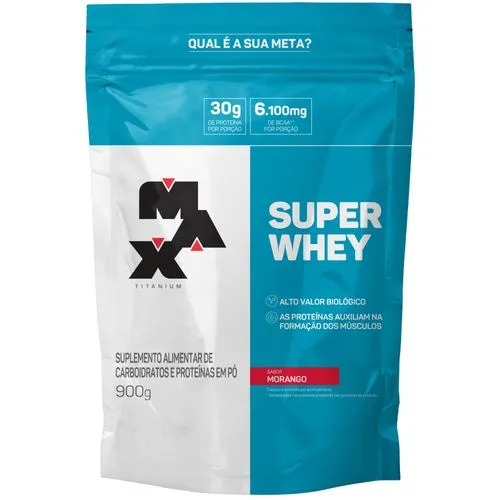 QUAL É A SUA META?
30g
DE PROTEÍNA
POR PORÇÃO
6.100mg
DE BCAA***
POR PORÇÃO
MAX
TITANIUM
SUPER
WHEY
ALTO VALOR BIOLÓGICO
AS PROTEÍNAS AUXILIAM NA
FORMAÇÃO DOS MÚSCULOS
SUPLEMENTO ALIMENTAR DE
CARBOIDRATOS E PROTEÍNAS EM PÓ
900g
SABOR
MORANGO